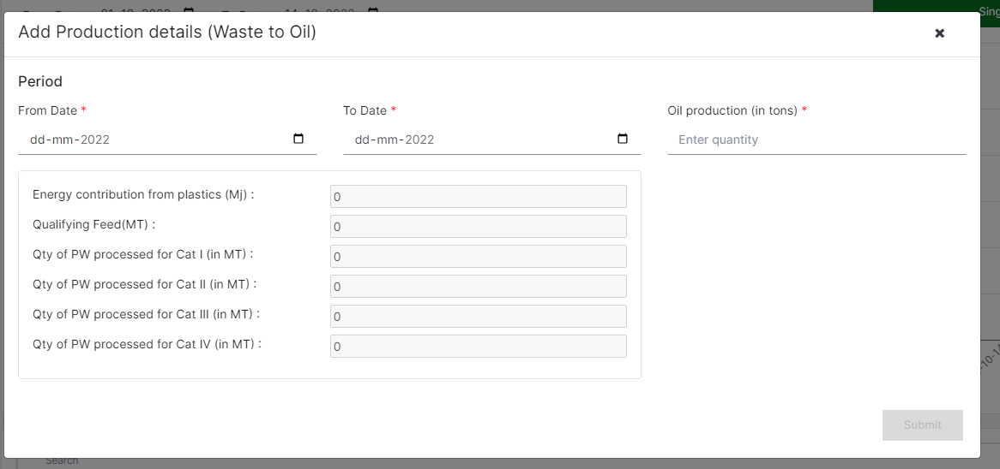 Sing
Add Production details (Waste to Oil)
Period
From Date * To Date * Oil production (in tons) *
dd-mm-2022 dd-mm-2022 Enter quantity
Energy contribution from plastics (Mj) : 0
Qualifying Feed(MT) : 0
Qty of PW processed for Cat I (in MT) : 0
Qty of PW processed for Cat II (in MT) : 0
Qty of PW processed for Cat III (in MT) : 0
Qty of PW processed for Cat IV (in MT) : 0
-10-14
Submit
Search